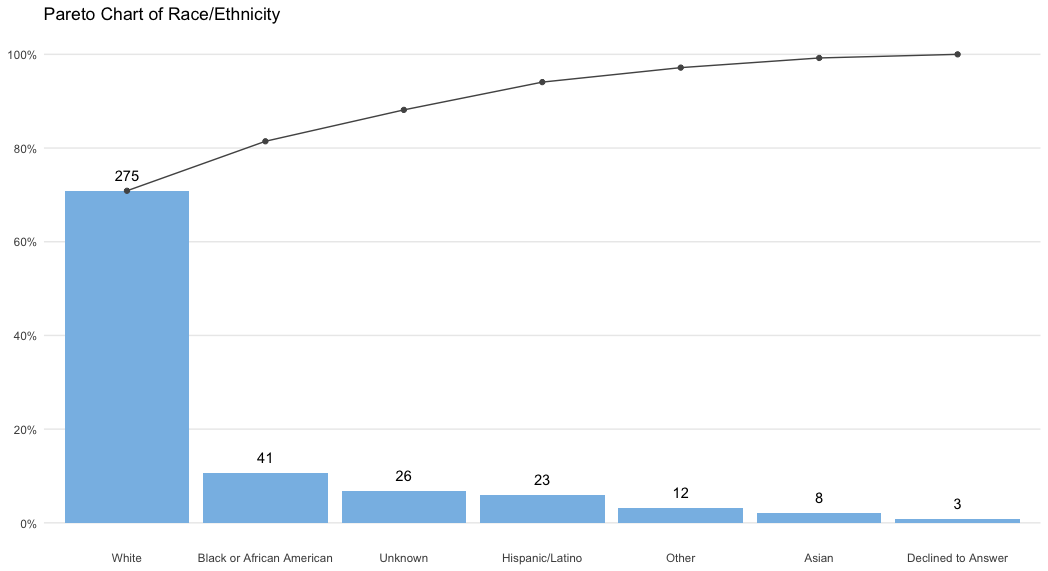 Pareto Chart of Race/Ethnicity
100%
80%
60%
40%
20%
0%
275
41
26
23
12
8
3
White
Black or African American
Unknown
Hispanic/Latino
Other
Asian
Declined to Answer